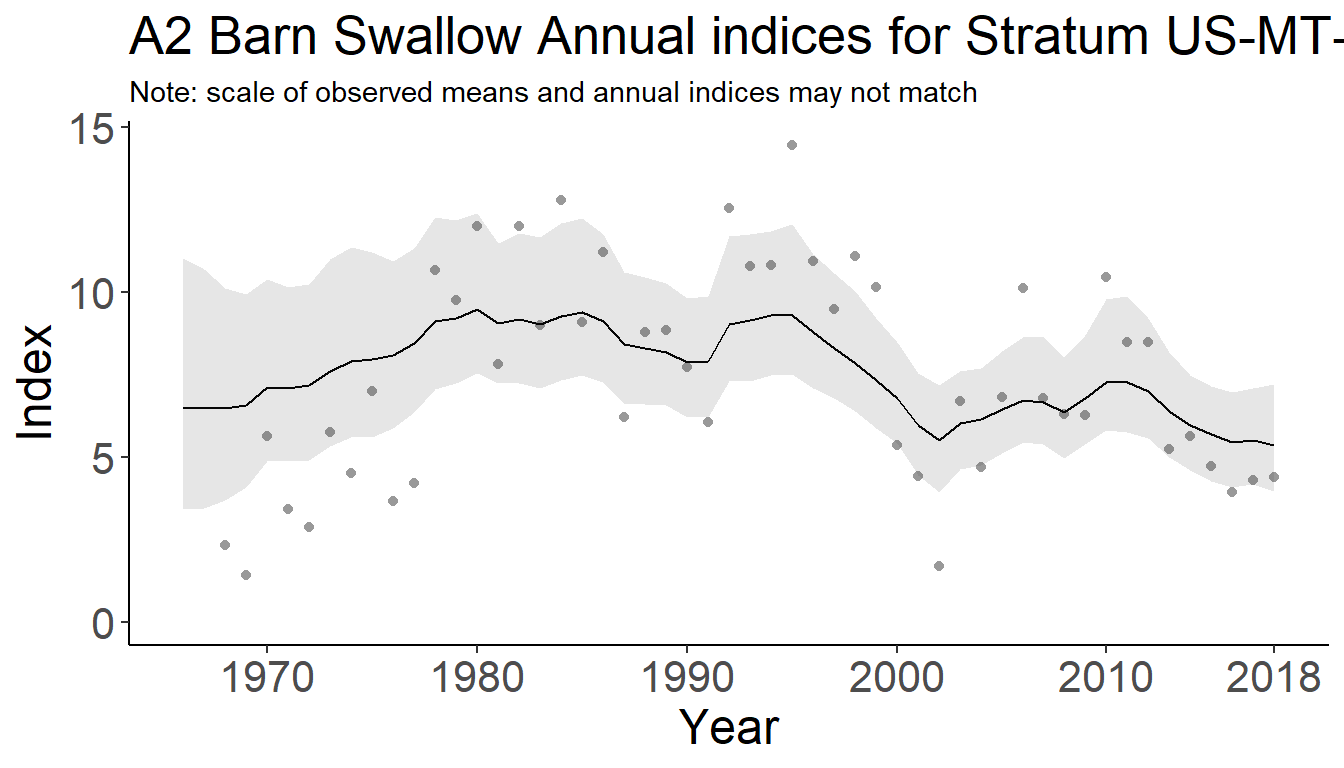 A2 Barn Swallow Annual indices for Stratum US-MT-
Note: scale of observed means and annual indices may not match
15
10
5
0
Index
1970 1980 1990 2000 2010 2018
Year